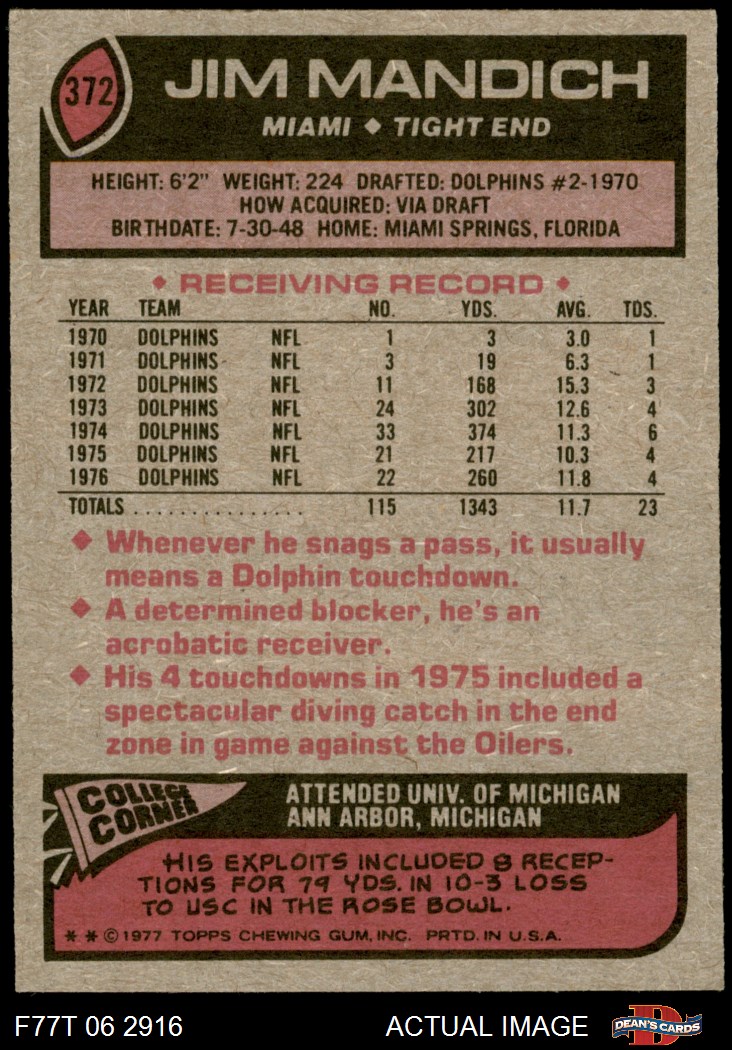 372
JIM MANDICH
MIAMI ◆ TIGHT END
HEIGHT: 6'2" WEIGHT: 224 DRAFTED: DOLPHINS #2-1970
HOW ACQUIRED: VIA DRAFT
BIRTHDATE: 7-30-48 HOME: MIAMI SPRINGS, FLORIDA
◆ RECEIVING RECORD ◆
YEAR TEAM NO. YDS. AVG. TDS.
1970 DOLPHINS NFL 1 3 3.0 1
1971 DOLPHINS NFL 3 19 6.3 1
1972 DOLPHINS NFL 11 168 15.3 3
1973 DOLPHINS NFL 24 302 12.6 4
1974 DOLPHINS NFL 33 374 11.3 6
1975 DOLPHINS NFL 21 217 10.3 4
1976 DOLPHINS NFL 22 260 11.8 4
TOTALS ............... 115 1343 11.7 23
◆ Whenever he snags a pass, it usually
means a Dolphin touchdown.
◆ A determined blocker, he's an
acrobatic receiver.
◆ His 4 touchdowns in 1975 included a
spectacular diving catch in the end
zone in game against the Oilers.
COLLEGE
CORNER
ATTENDED UNIV. OF MICHIGAN
ANN ARBOR, MICHIGAN
HIS EXPLOITS INCLUDED 8 RECEP-
TIONS FOR 79 YDS. IN 10-3 LOSS
TO USC IN THE ROSE BOWL.
* * © 1977 TOPPS CHEWING GUM, INC. PRTD. IN U.S.A.
F77T 06 2916 ACTUAL IMAGE
D
DEAN'S CARDS